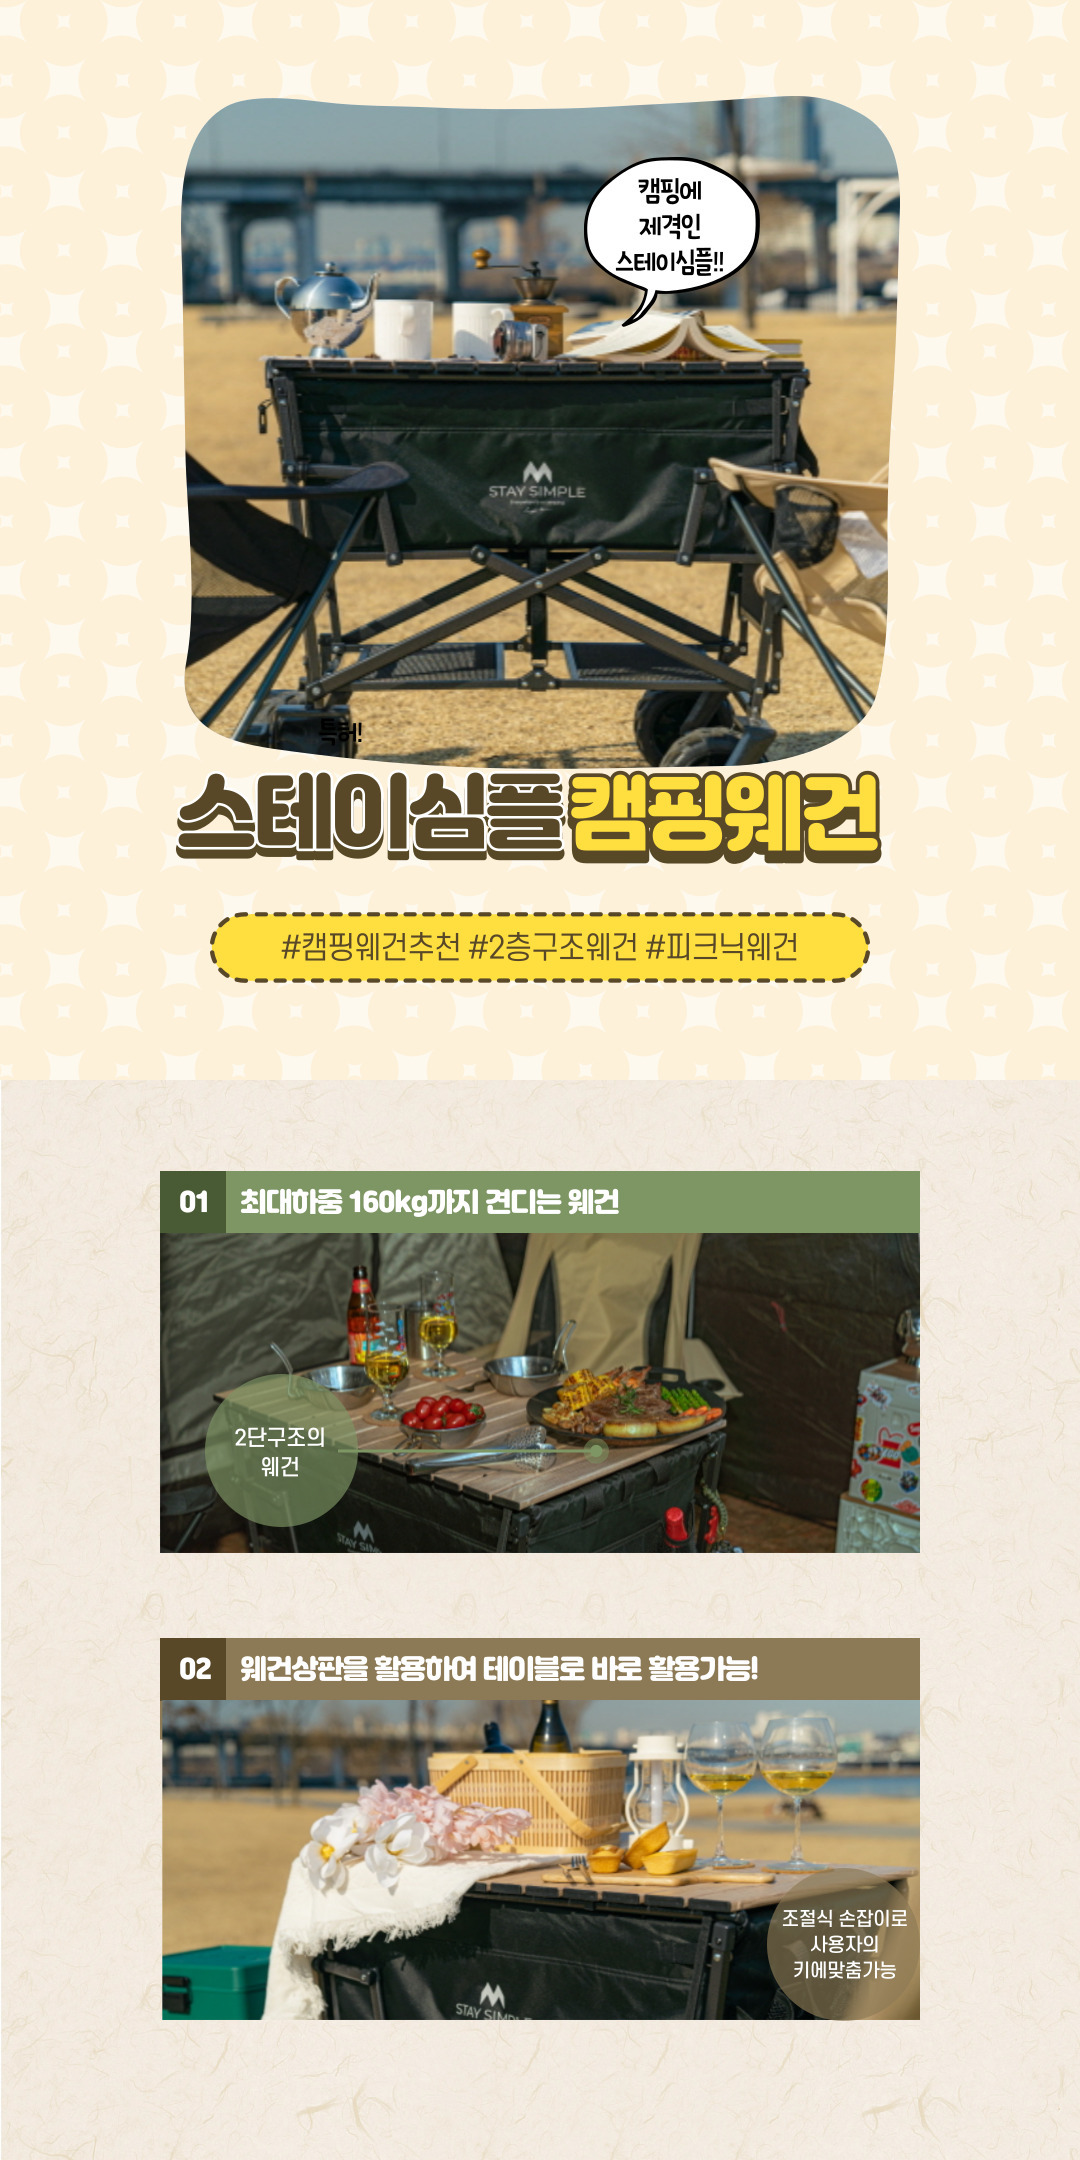 캠핑에
제격인
스테이심플!!
STAY SIMPLE
특허!
스테이심플 캠핑웨건
#캠핑웨건추천 #2층구조웨건 #피크닉웨건
01 최대하중 160kg까지 견디는 웨건
2단구조의
웨건
STAY SIM
02 웨건상판을 활용하여 테이블로 바로 활용가능!
조절식 손잡이로
사용자의
키에맞춤가능
STAY SIMPLE